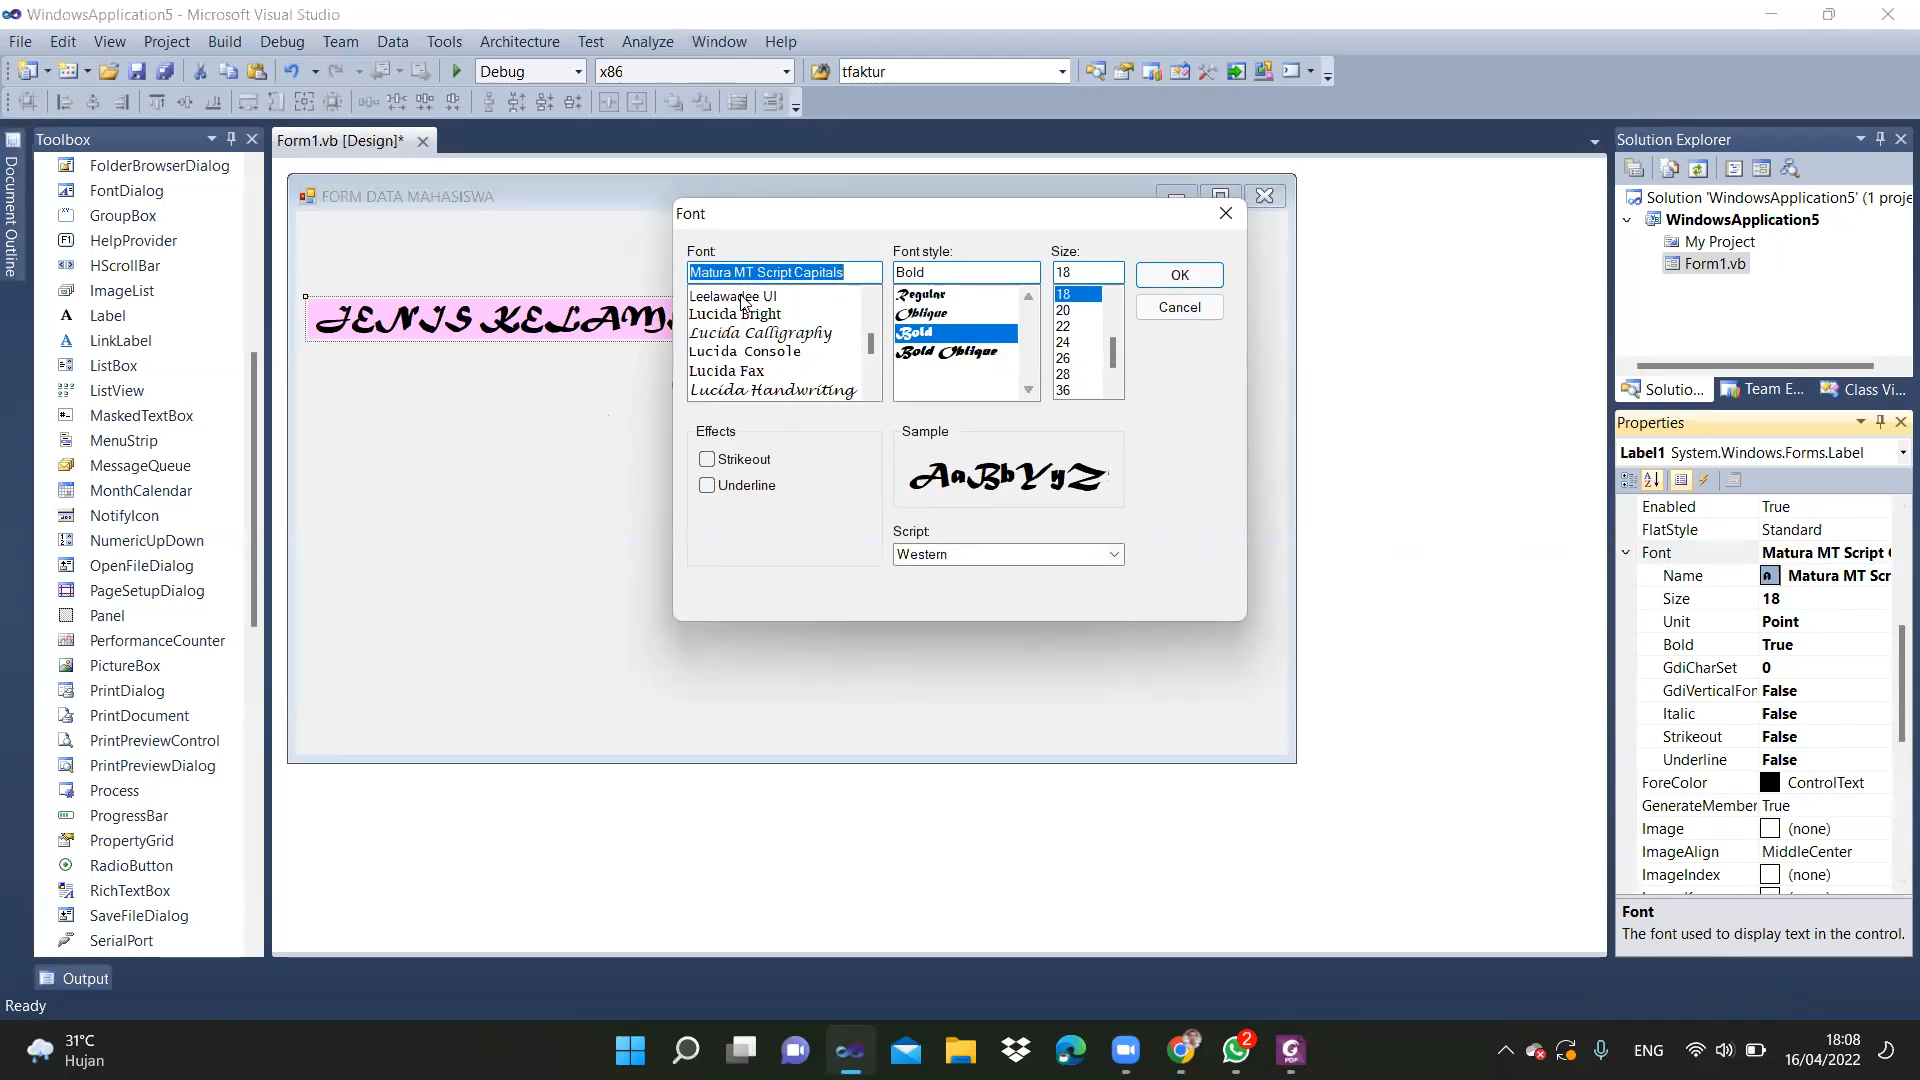 WindowsApplication5 - Microsoft Visual Studio
File Edit View Project Build Debug Team Data Tools Architecture Test Analyze Window Help
Debug x86 tfaktur
Document Outline
Toolbox
FolderBrowserDialog
FontDialog
GroupBox
HelpProvider
HScrollBar
ImageList
Label
LinkLabel
ListBox
ListView
MaskedTextBox
MenuStrip
MessageQueue
MonthCalendar
NotifyIcon
NumericUpDown
OpenFileDialog
PageSetupDialog
Panel
PerformanceCounter
PictureBox
PrintDialog
PrintDocument
PrintPreviewControl
PrintPreviewDialog
Process
ProgressBar
PropertyGrid
RadioButton
RichTextBox
SaveFileDialog
SerialPort
Form1.vb [Design]*
FORM DATA MAHASISWA
JENIS KELAM
Font
Font: Font style: Size:
Matura MT Script Capitals Bold 18
Leelawadee UI
Lucida Bright
Lucida Calligraphy
Lucida Console
Lucida Fax
Lucida Handwriting
Regular
Oblique
Bold
Bold Oblique
18
20
22
24
26
28
36
OK
Cancel
Effects
Strikeout
Underline
Sample
AaBbYyZ
Script:
Western
Solution Explorer
Solution 'WindowsApplication5' (1 proje
WindowsApplication5
My Project
Form1.vb
Solutio... Team E... Class Vi...
Properties
Label1 System.Windows.Forms.Label
Enabled True
FlatStyle Standard
Font Matura MT Script C
Name Matura MT Scr
Size 18
Unit Point
Bold True
GdiCharSet 0
GdiVerticalFon False
Italic False
Strikeout False
Underline False
ForeColor ControlText
GenerateMember True
Image (none)
ImageAlign MiddleCenter
ImageIndex (none)
Font
The font used to display text in the control.
Output
Ready
31°C
Hujan
2
ENG
18:08
16/04/2022